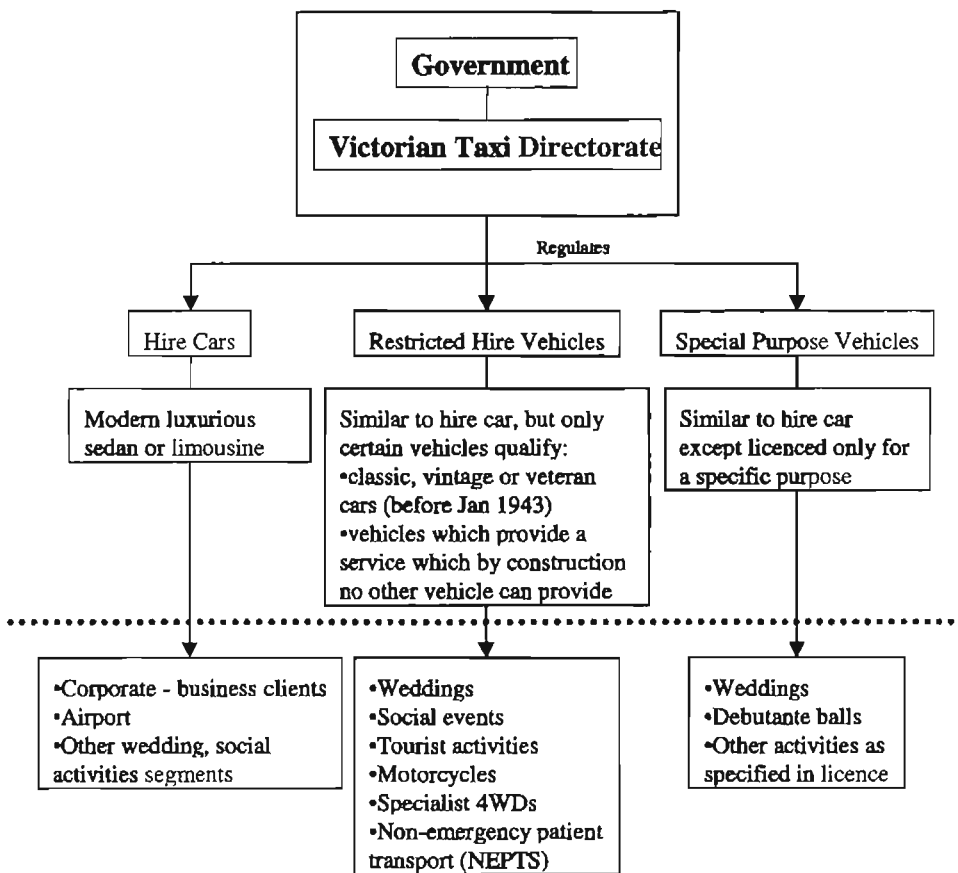 Government
Victorian Taxi Directorate
Regulates
Hire Cars
Restricted Hire Vehicles
Special Purpose Vehicles
Modern luxurious
sedan or limousine
Similar to hire car, but only
certain vehicles qualify:
•classic, vintage or veteran
cars (before Jan 1943)
•vehicles which provide a
service which by construction
no other vehicle can provide
Similar to hire car
except licenced only for
a specific purpose
•Corporate - business clients
•Airport
•Other wedding, social
activities segments
•Weddings
•Social events
•Tourist activities
•Motorcycles
•Specialist 4WDs
•Non-emergency patient
transport (NEPTS)
•Weddings
•Debutante balls
•Other activities as
specified in licence